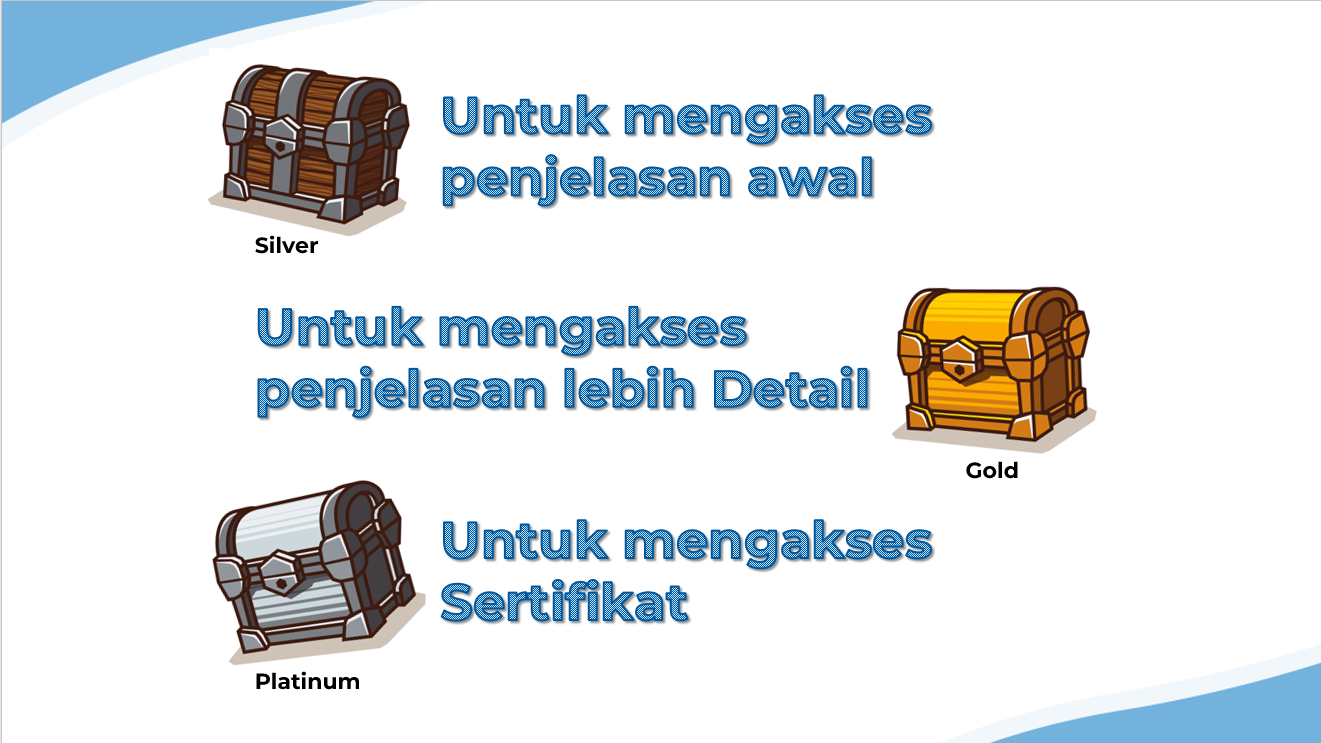 Untuk mengakses
penjelasan awal
Silver
Untuk mengakses
penjelasan lebih Detail
Gold
Untuk mengakses
Sertifikat
Platinum